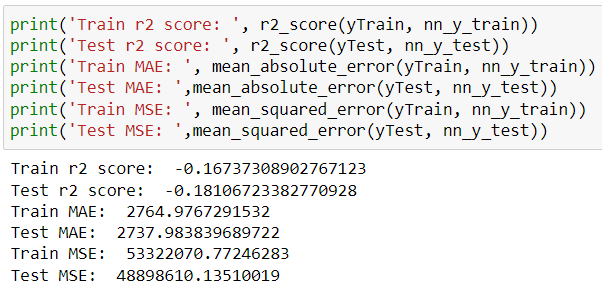 print('Train r2 score: ', r2_score(yTrain, nn_y_train))
print('Test r2 score: ', r2_score(yTest, nn_y_test))
print('Train MAE: ', mean_absolute_error(yTrain, nn_y_train))
print('Test MAE: ',mean_absolute_error(yTest, nn_y_test))
print('Train MSE: ', mean_squared_error(yTrain, nn_y_train))
print('Test MSE: ',mean_squared_error(yTest, nn_y_test))
Train r2 score:  -0.16737308902767123
Test r2 score:  -0.18106723382770928
Train MAE:  2764.9767291532
Test MAE:  2737.983839689722
Train MSE:  53322070.77246283
Test MSE:  48898610.13510019